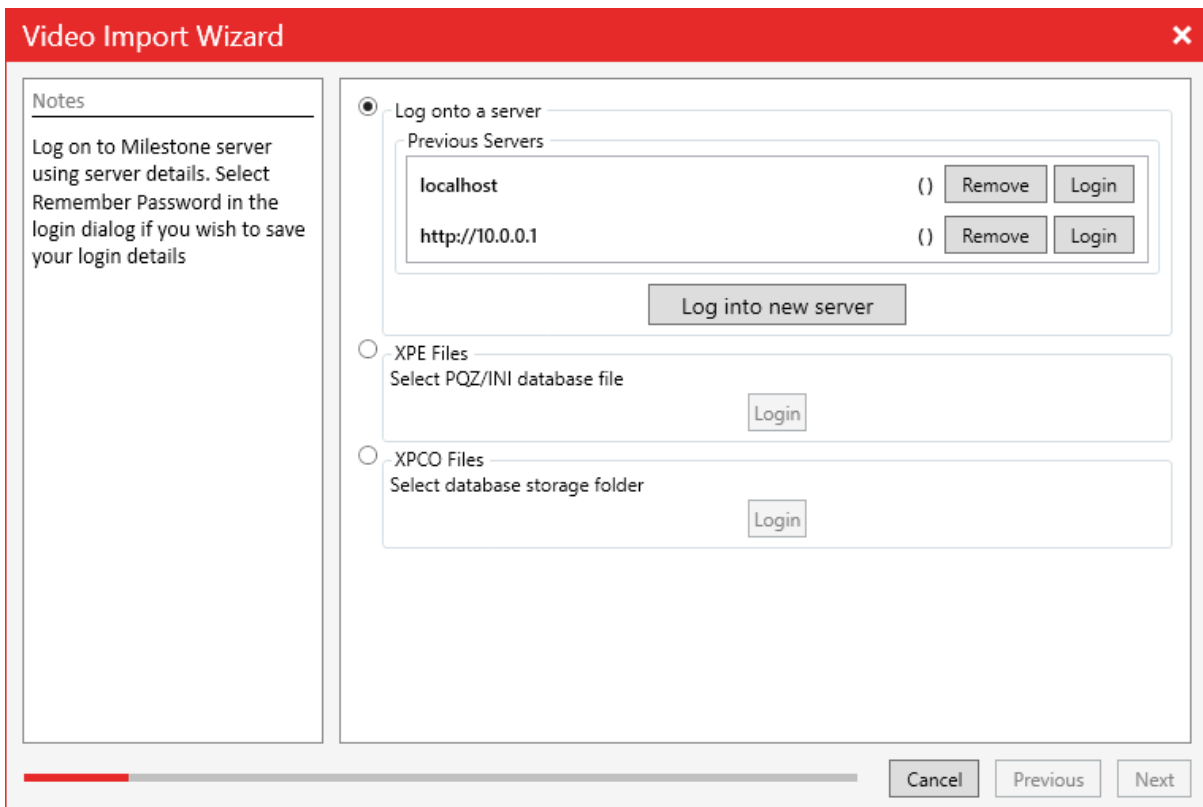 Video Import Wizard
Notes
Log on to Milestone server
using server details. Select
Remember Password in the
login dialog if you wish to save
your login details
Log onto a server
Previous Servers
localhost () Remove Login
http://10.0.0.1 () Remove Login
Log into new server
XPE Files
Select PQZ/INI database file
Login
XPCO Files
Select database storage folder
Login
Cancel Previous Next